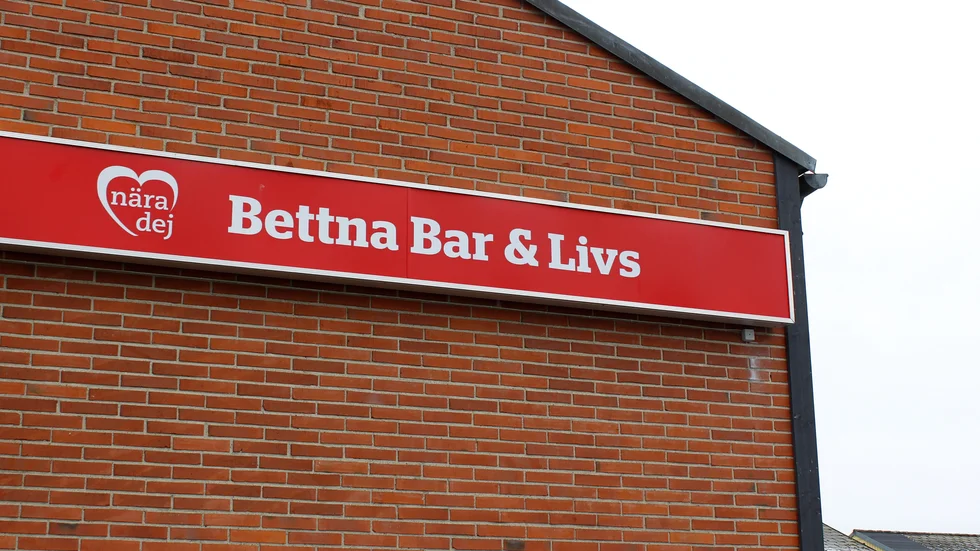 nära
dej
Bettna Bar & Livs